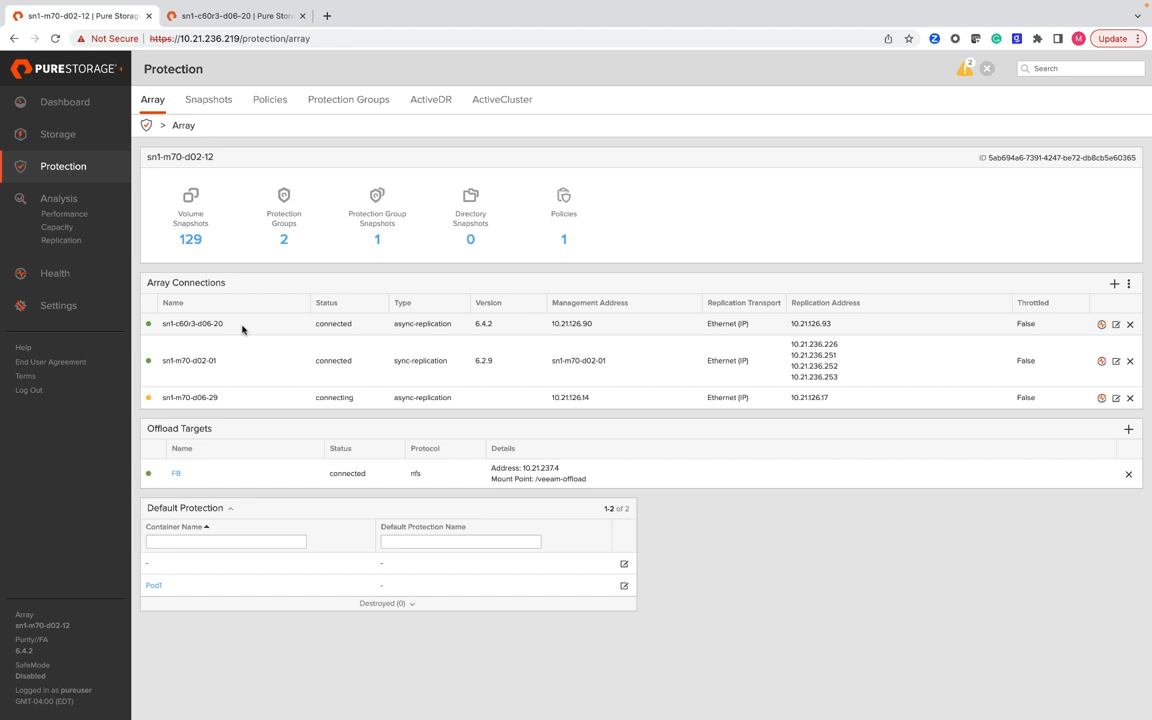 sn1-m70-d02-12 | Pure Storag
sn1-c60r3-d06-20 | Pure Stor
Not Secure | https://10.21.236.219/protection/array
Update
PURESTORAGE
Protection
2
Search
Dashboard
Storage
Protection
Analysis
Performance
Capacity
Replication
Health
Settings
Help
End User Agreement
Terms
Log Out
Array
sn1-m70-d02-12
Purity//FA
6.4.2
SafeMode
Disabled
Logged in as pureuser
GMT-04:00 (EDT)
Array Snapshots Policies Protection Groups ActiveDR ActiveCluster
> Array
sn1-m70-d02-12
ID 5ab694a6-7391-4247-be72-db8cb5e60365
Volume Snapshots
129
Protection Groups
2
Protection Group Snapshots
1
Directory Snapshots
0
Policies
1
Array Connections
Name Status Type Version Management Address Replication Transport Replication Address Throttled
sn1-c60r3-d06-20 connected async-replication 6.4.2 10.21.126.90 Ethernet (IP) 10.21.126.93 False
sn1-m70-d02-01 connected sync-replication 6.2.9 sn1-m70-d02-01 Ethernet (IP) 10.21.236.226 False
10.21.236.251
10.21.236.252
10.21.236.253
sn1-m70-d06-29 connecting async-replication 10.21.126.14 Ethernet (IP) 10.21.126.17 False
Offload Targets
Name Status Protocol Details
FB connected nfs Address: 10.21.237.4
Mount Point: /veeam-offload
Default Protection
1-2 of 2
Container Name Default Protection Name
- -
Pod1 -
Destroyed (0)